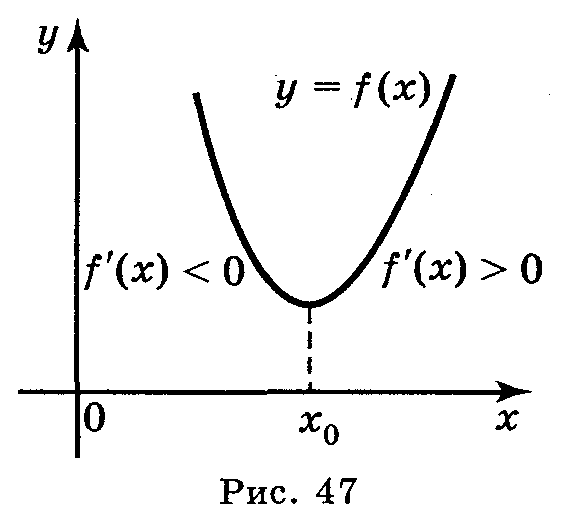 y
y = f(x)
f′(x) < 0
f′(x) > 0
0
x₀
x
Рис. 47